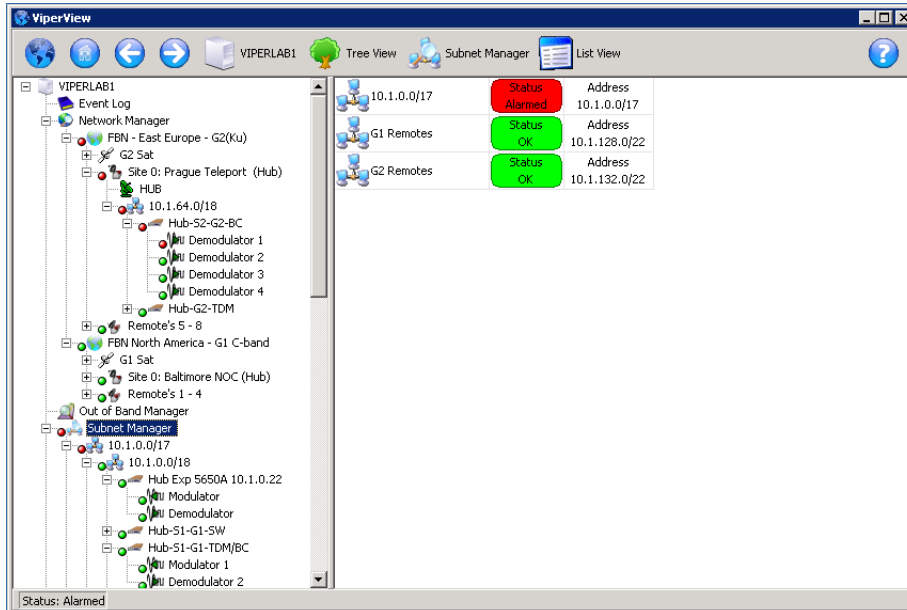 ViperView
VIPERLAB1 Tree View Subnet Manager List View
VIPERLAB1
Event Log
Network Manager
FBN - East Europe - G2(Ku)
G2 Sat
Site 0: Prague Teleport (Hub)
HUB
10.1.64.0/18
Hub-S2-G2-BC
Demodulator 1
Demodulator 2
Demodulator 3
Demodulator 4
Hub-G2-TDM
Remote's 5 - 8
FBN North America - G1 C-band
G1 Sat
Site 0: Baltimore NOC (Hub)
Remote's 1 - 4
Out of Band Manager
Subnet Manager
10.1.0.0/17
10.1.0.0/18
Hub Exp 5650A 10.1.0.22
Modulator
Demodulator
Hub-S1-G1-SW
Hub-S1-G1-TDM/BC
Modulator 1
Demodulator 2
10.1.0.0/17 Status Alarmed Address 10.1.0.0/17
G1 Remotes Status OK Address 10.1.128.0/22
G2 Remotes Status OK Address 10.1.132.0/22
Status: Alarmed